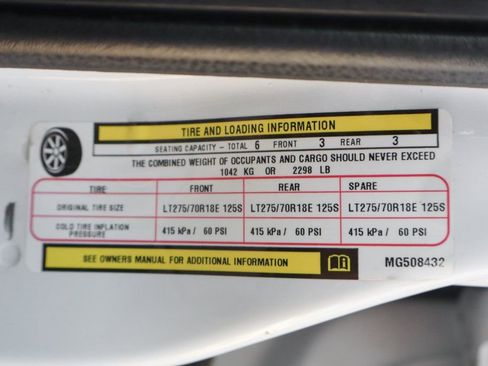 TIRE AND LOADING INFORMATION
SEATING CAPACITY - TOTAL 6 FRONT 3 REAR 3
THE COMBINED WEIGHT OF OCCUPANTS AND CARGO SHOULD NEVER EXCEED
1042 KG OR 2298 LB
TIRE FRONT REAR SPARE
ORIGINAL TIRE SIZE LT275/70R18E 125S LT275/70R18E 125S LT275/70R18E 125S
COLD TIRE INFLATION
PRESSURE 415 kPa / 60 PSI 415 kPa / 60 PSI 415 kPa / 60 PSI
SEE OWNERS MANUAL FOR ADDITIONAL INFORMATION MG508432